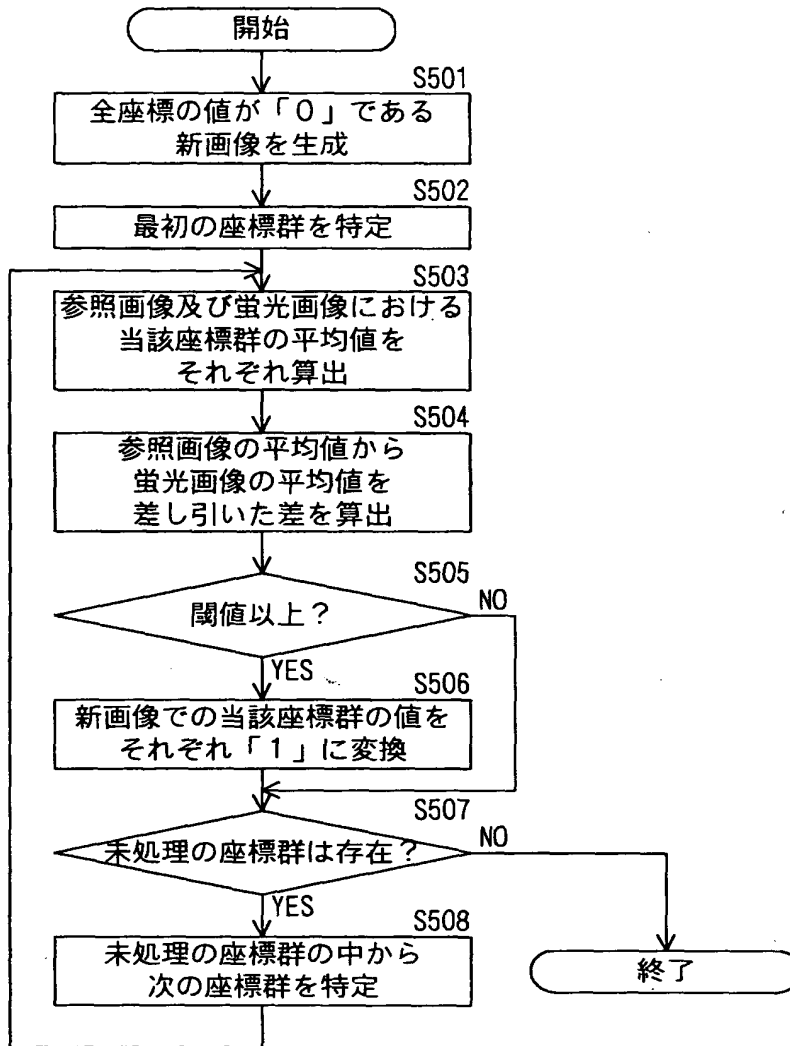 開始
S501
全座標の値が「０」である
新画像を生成
S502
最初の座標群を特定
S503
参照画像及び蛍光画像における
当該座標群の平均値を
それぞれ算出
S504
参照画像の平均値から
蛍光画像の平均値を
差し引いた差を算出
S505
閾値以上？
NO
YES
S506
新画像での当該座標群の値を
それぞれ「１」に変換
S507
未処理の座標群は存在？
NO
YES
S508
未処理の座標群の中から
次の座標群を特定
終了